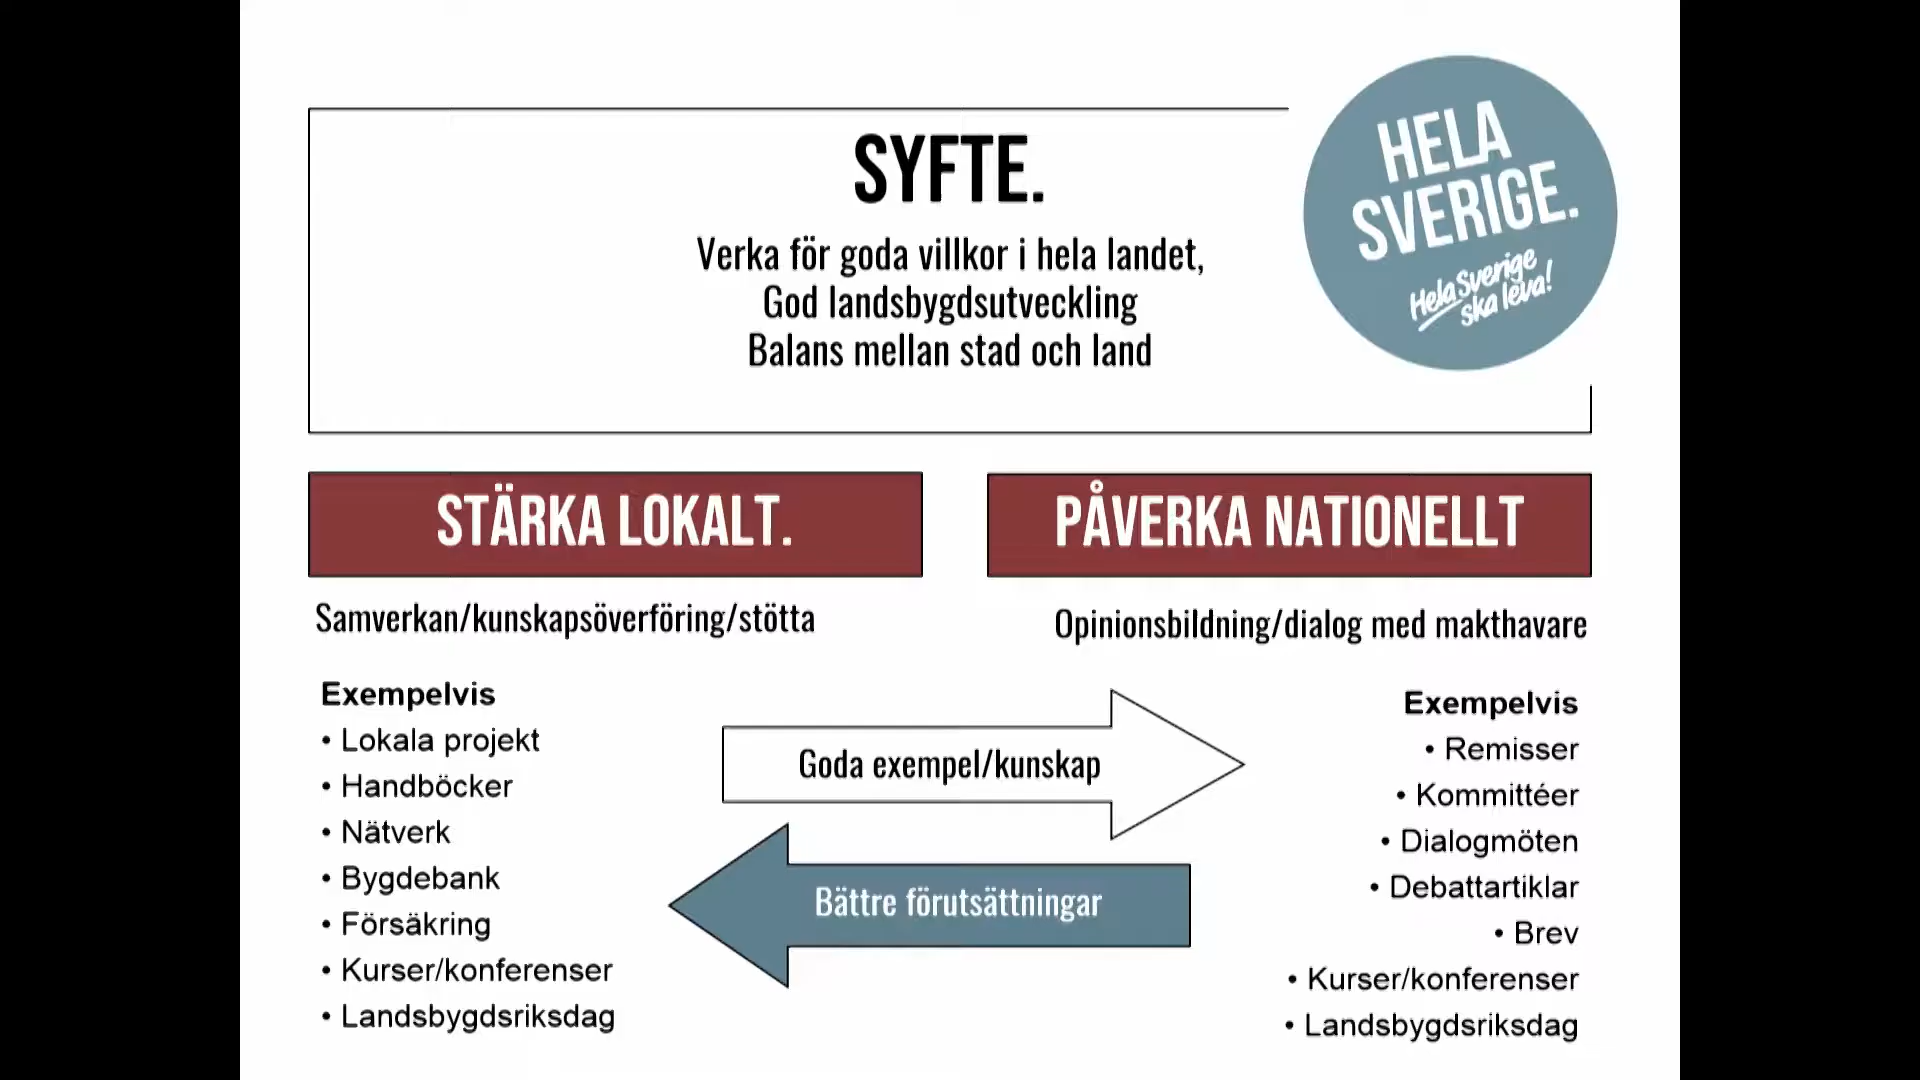 SYFTE.
Verka för goda villkor i hela landet,
God landsbygdsutveckling
Balans mellan stad och land
HELA
SVERIGE.
Hela Sverige
ska leva!
STÄRKA LOKALT.
Samverkan/kunskapsöverföring/stötta
Exempelvis
• Lokala projekt
• Handböcker
• Nätverk
• Bygdebank
• Försäkring
• Kurser/konferenser
• Landsbygdsriksdag
Goda exempel/kunskap
Bättre förutsättningar
PÅVERKA NATIONELLT
Opinionsbildning/dialog med makthavare
Exempelvis
• Remisser
• Kommittéer
• Dialogmöten
• Debattartiklar
• Brev
• Kurser/konferenser
• Landsbygdsriksdag